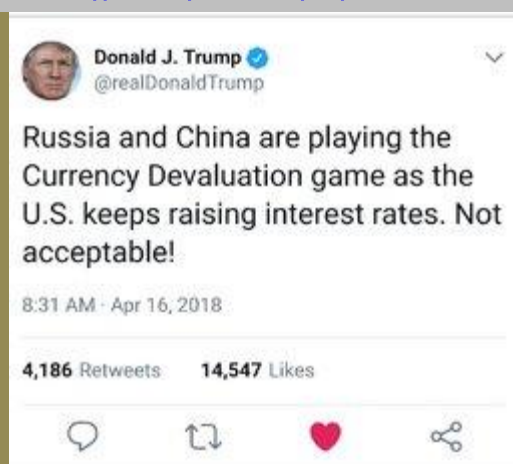 Donald J. Trump
@realDonaldTrump
Russia and China are playing the
Currency Devaluation game as the
U.S. keeps raising interest rates. Not
acceptable!
8:31 AM · Apr 16, 2018
4,186 Retweets 14,547 Likes